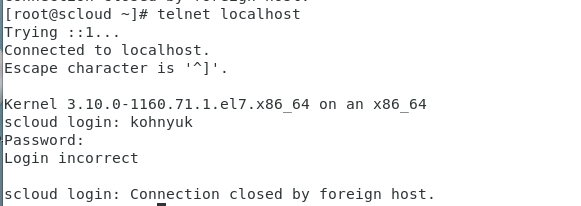 [root@scloud ~]# telnet localhost
Trying ::1...
Connected to localhost.
Escape character is '^]'.
Kernel 3.10.0-1160.71.1.el7.x86_64 on an x86_64
scloud login: kohnyuk
Password:
Login incorrect
scloud login: Connection closed by foreign host.